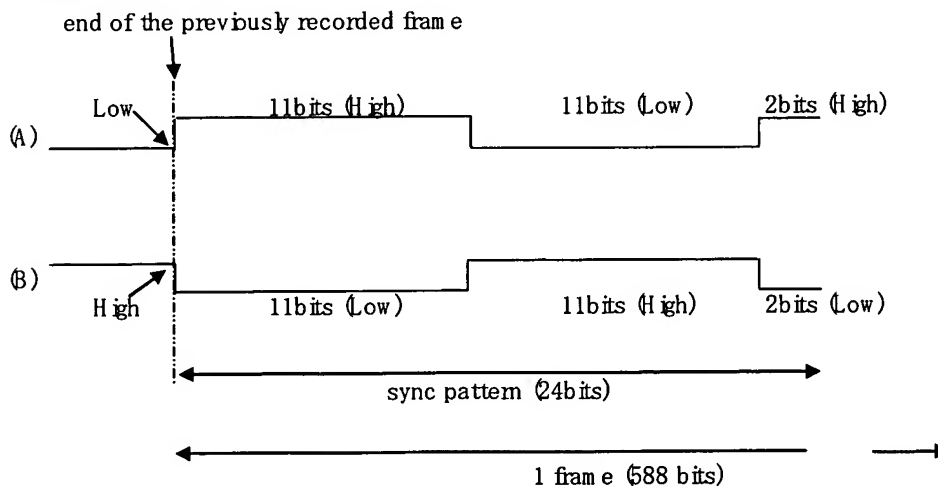 end of the previously recorded frame
Low
11bits (High)
11bits (Low)
2bits (High)
(A)
(B)
High
11bits (Low)
11bits (High)
2bits (Low)
sync pattern (24bits)
1 frame (588 bits)